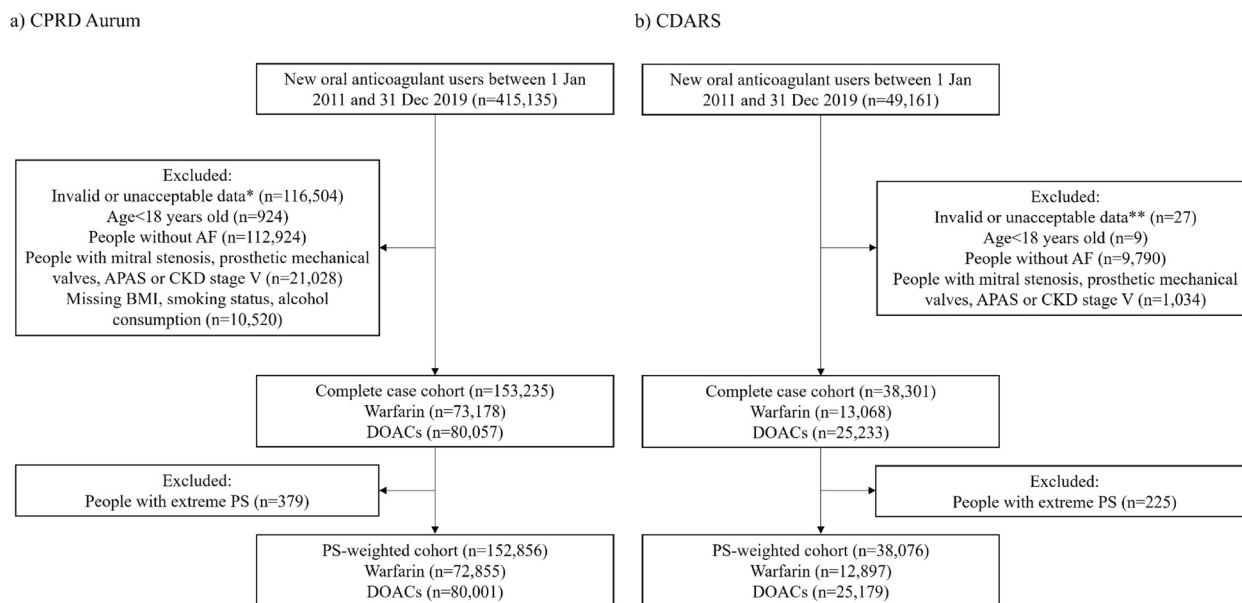 a) CPRD Aurum
New oral anticoagulant users between 1 Jan
2011 and 31 Dec 2019 (n=415,135)
Excluded:
Invalid or unacceptable data* (n=116,504)
Age<18 years old (n=924)
People without AF (n=112,924)
People with mitral stenosis, prosthetic mechanical
valves, APAS or CKD stage V (n=21,028)
Missing BMI, smoking status, alcohol
consumption (n=10,520)
Complete case cohort (n=153,235)
Warfarin (n=73,178)
DOACs (n=80,057)
Excluded:
People with extreme PS (n=379)
PS-weighted cohort (n=152,856)
Warfarin (n=72,855)
DOACs (n=80,001)
b) CDARS
New oral anticoagulant users between 1 Jan
2011 and 31 Dec 2019 (n=49,161)
Excluded:
Invalid or unacceptable data** (n=27)
Age<18 years old (n=9)
People without AF (n=9,790)
People with mitral stenosis, prosthetic mechanical
valves, APAS or CKD stage V (n=1,034)
Complete case cohort (n=38,301)
Warfarin (n=13,068)
DOACs (n=25,233)
Excluded:
People with extreme PS (n=225)
PS-weighted cohort (n=38,076)
Warfarin (n=12,897)
DOACs (n=25,179)